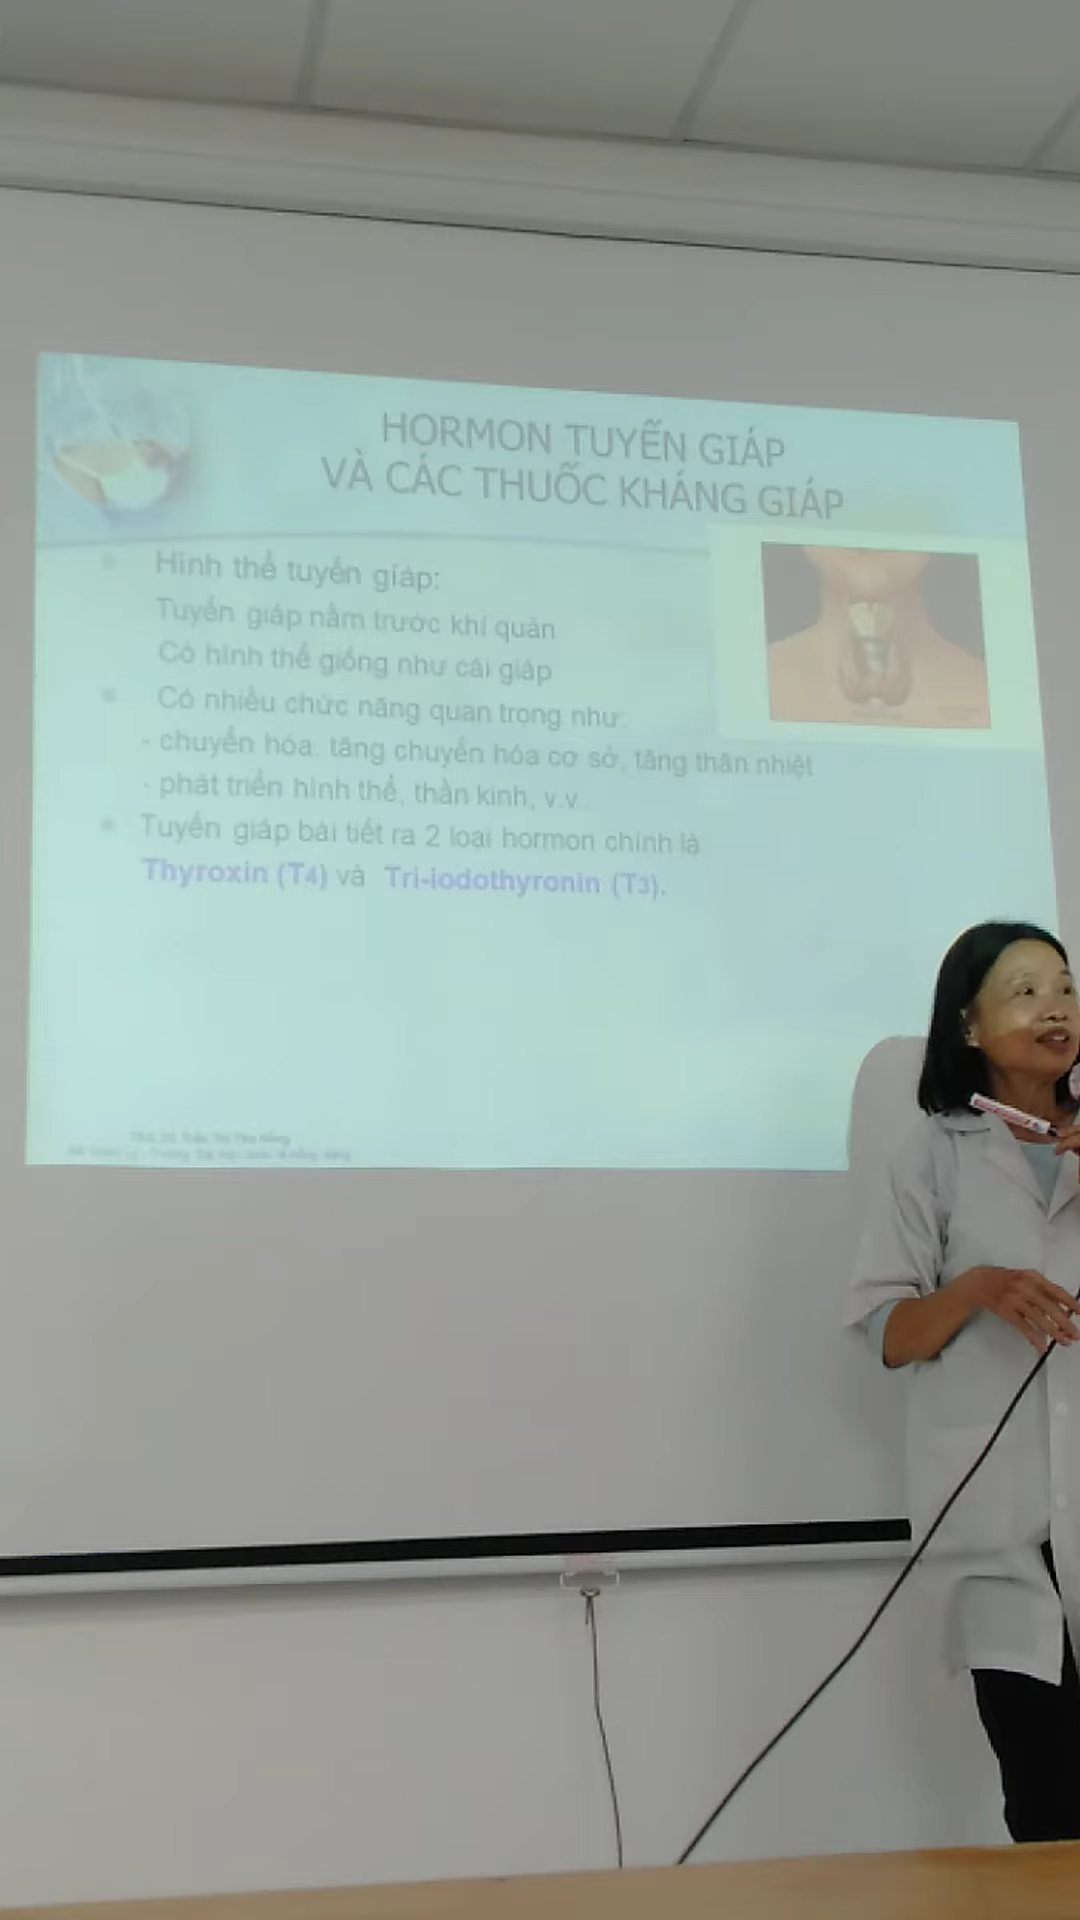 HORMON TUYẾN GIÁP
VÀ CÁC THUỐC KHÁNG GIÁP
Hình thể tuyến giáp:
Tuyến giáp nằm trước khí quản
Có hình thể giống như cái giáp
Có nhiều chức năng quan trọng như:
- chuyển hóa: tăng chuyển hóa cơ sở, tăng thân nhiệt
- phát triển hình thể, thần kinh, v.v...
Tuyến giáp bài tiết ra 2 loại hormon chính là
Thyroxin (T4) và Tri-iodothyronin (T3).